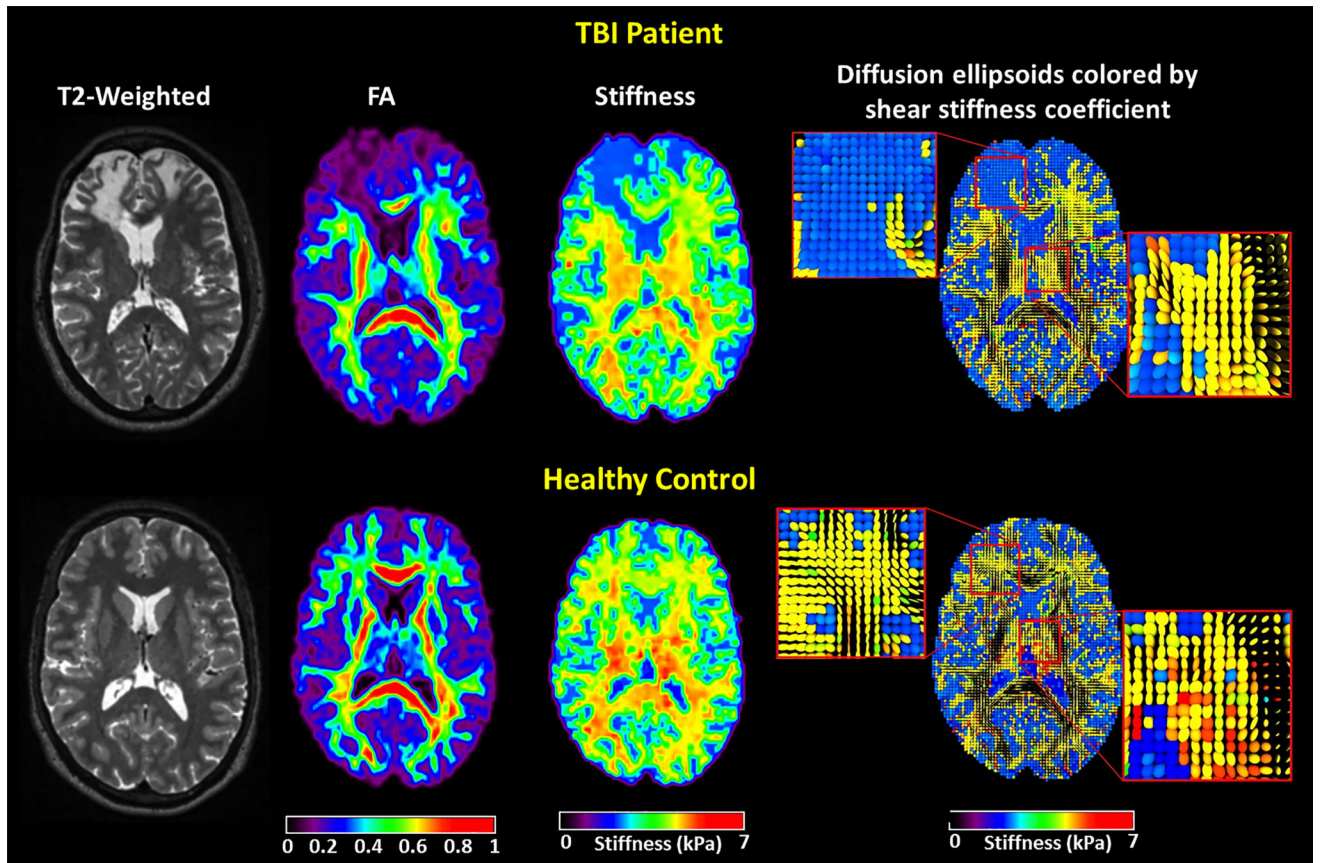 TBI Patient
T2-Weighted
FA
Stiffness
Diffusion ellipsoids colored by
shear stiffness coefficient
Healthy Control
0 0.2 0.4 0.6 0.8 1
0 Stiffness (kPa) 7
0 Stiffness (kPa) 7